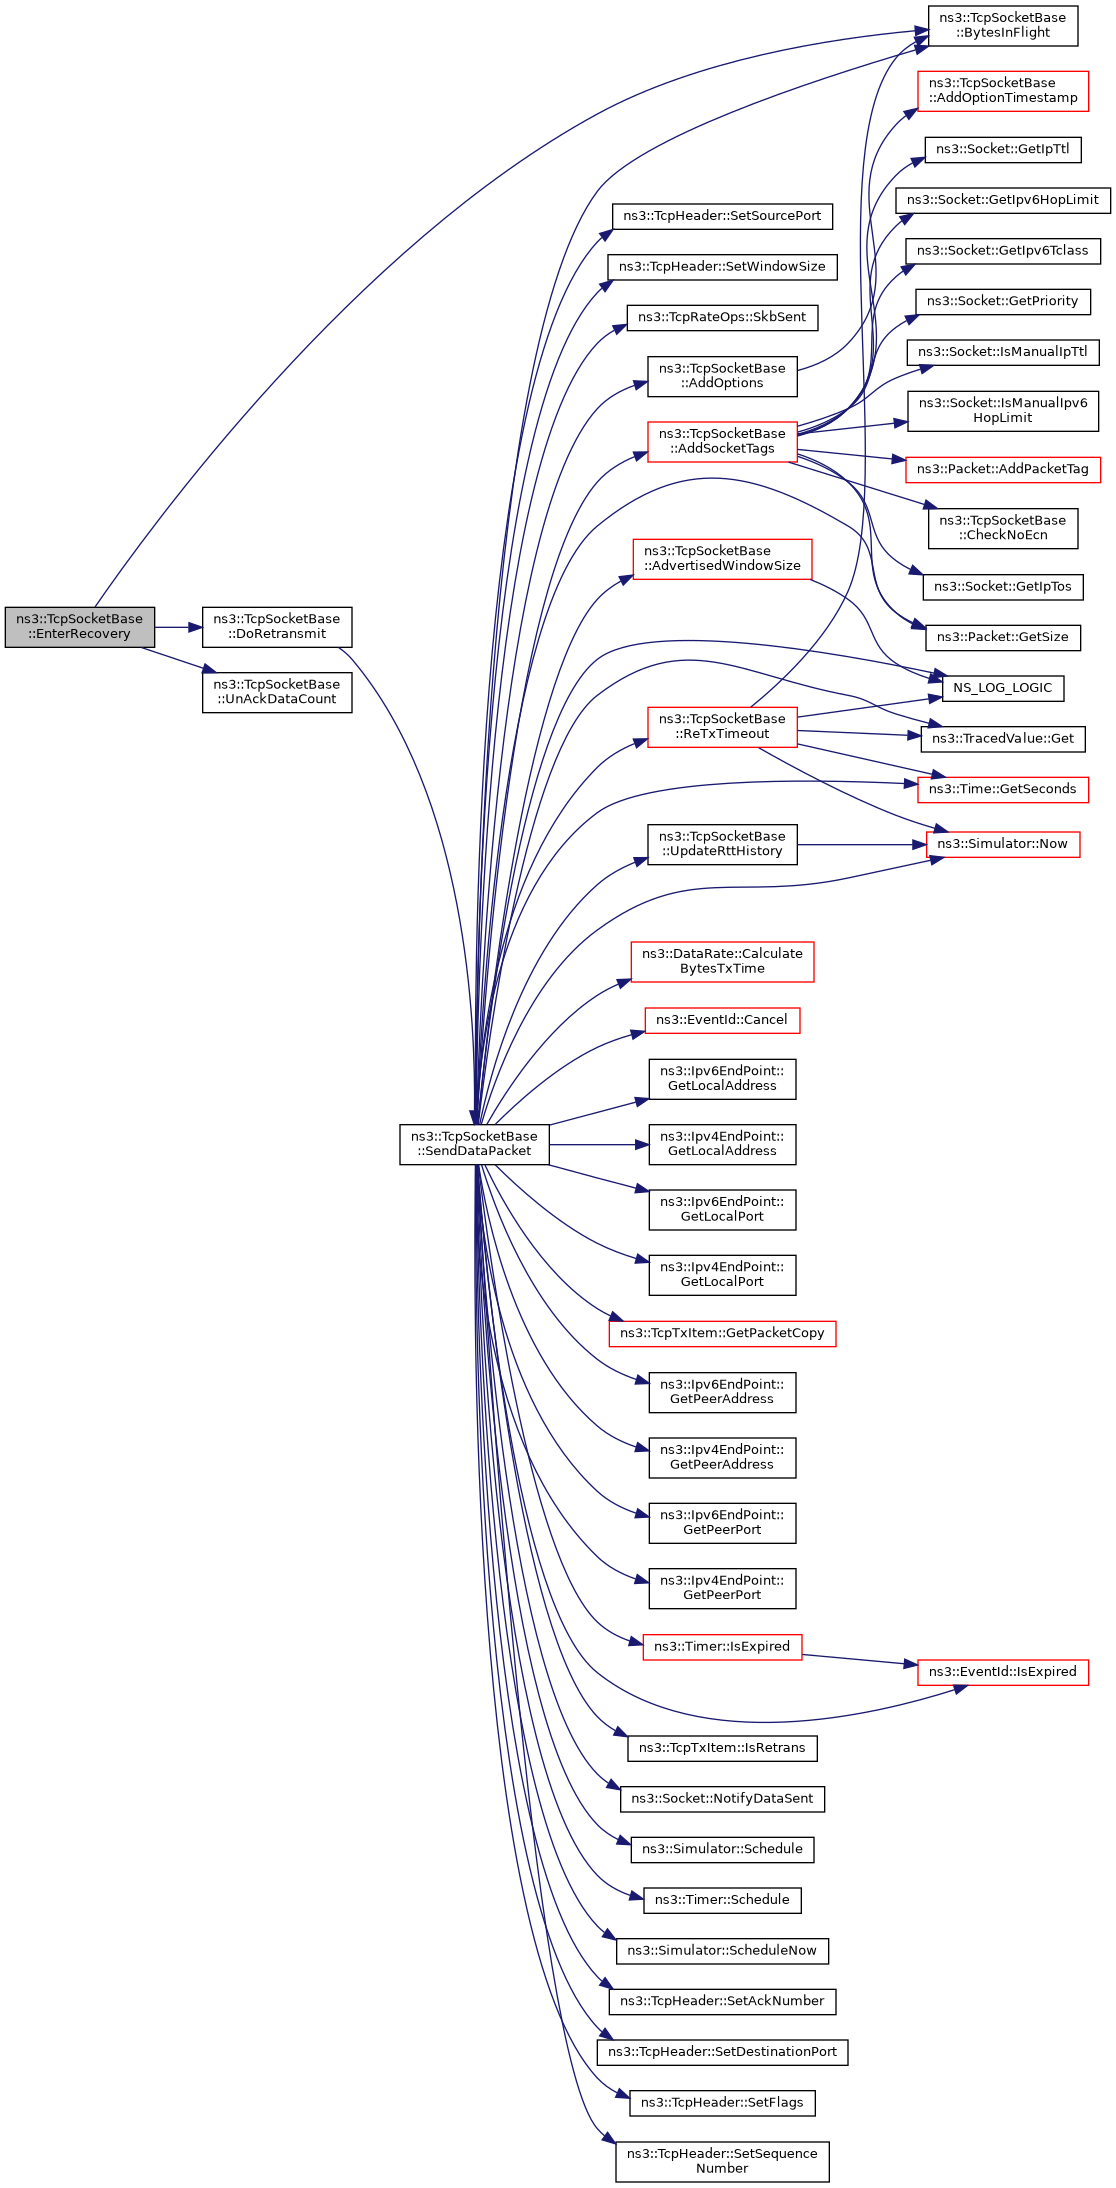 ns3::TcpSocketBase
::EnterRecovery
ns3::TcpSocketBase
::DoRetransmit
ns3::TcpSocketBase
::UnAckDataCount
ns3::TcpSocketBase
::SendDataPacket
ns3::TcpHeader::SetSourcePort
ns3::TcpHeader::SetWindowSize
ns3::TcpRateOps::SkbSent
ns3::TcpSocketBase
::AddOptions
ns3::TcpSocketBase
::AddSocketTags
ns3::TcpSocketBase
::AdvertisedWindowSize
ns3::TcpSocketBase
::ReTxTimeout
ns3::TcpSocketBase
::UpdateRttHistory
ns3::DataRate::Calculate
BytesTxTime
ns3::EventId::Cancel
ns3::Ipv6EndPoint::
GetLocalAddress
ns3::Ipv4EndPoint::
GetLocalAddress
ns3::Ipv6EndPoint::
GetLocalPort
ns3::Ipv4EndPoint::
GetLocalPort
ns3::TcpTxItem::GetPacketCopy
ns3::Ipv6EndPoint::
GetPeerAddress
ns3::Ipv4EndPoint::
GetPeerAddress
ns3::Ipv6EndPoint::
GetPeerPort
ns3::Ipv4EndPoint::
GetPeerPort
ns3::Timer::IsExpired
ns3::TcpTxItem::IsRetrans
ns3::Socket::NotifyDataSent
ns3::Simulator::Schedule
ns3::Timer::Schedule
ns3::Simulator::ScheduleNow
ns3::TcpHeader::SetAckNumber
ns3::TcpHeader::SetDestinationPort
ns3::TcpHeader::SetFlags
ns3::TcpHeader::SetSequence
Number
ns3::TcpSocketBase
::BytesInFlight
ns3::TcpSocketBase
::AddOptionTimestamp
ns3::Socket::GetIpTtl
ns3::Socket::GetIpv6HopLimit
ns3::Socket::GetIpv6Tclass
ns3::Socket::GetPriority
ns3::Socket::IsManualIpTtl
ns3::Socket::IsManualIpv6
HopLimit
ns3::Packet::AddPacketTag
ns3::TcpSocketBase
::CheckNoEcn
ns3::Socket::GetIpTos
ns3::Packet::GetSize
NS_LOG_LOGIC
ns3::TracedValue::Get
ns3::Time::GetSeconds
ns3::Simulator::Now
ns3::EventId::IsExpired